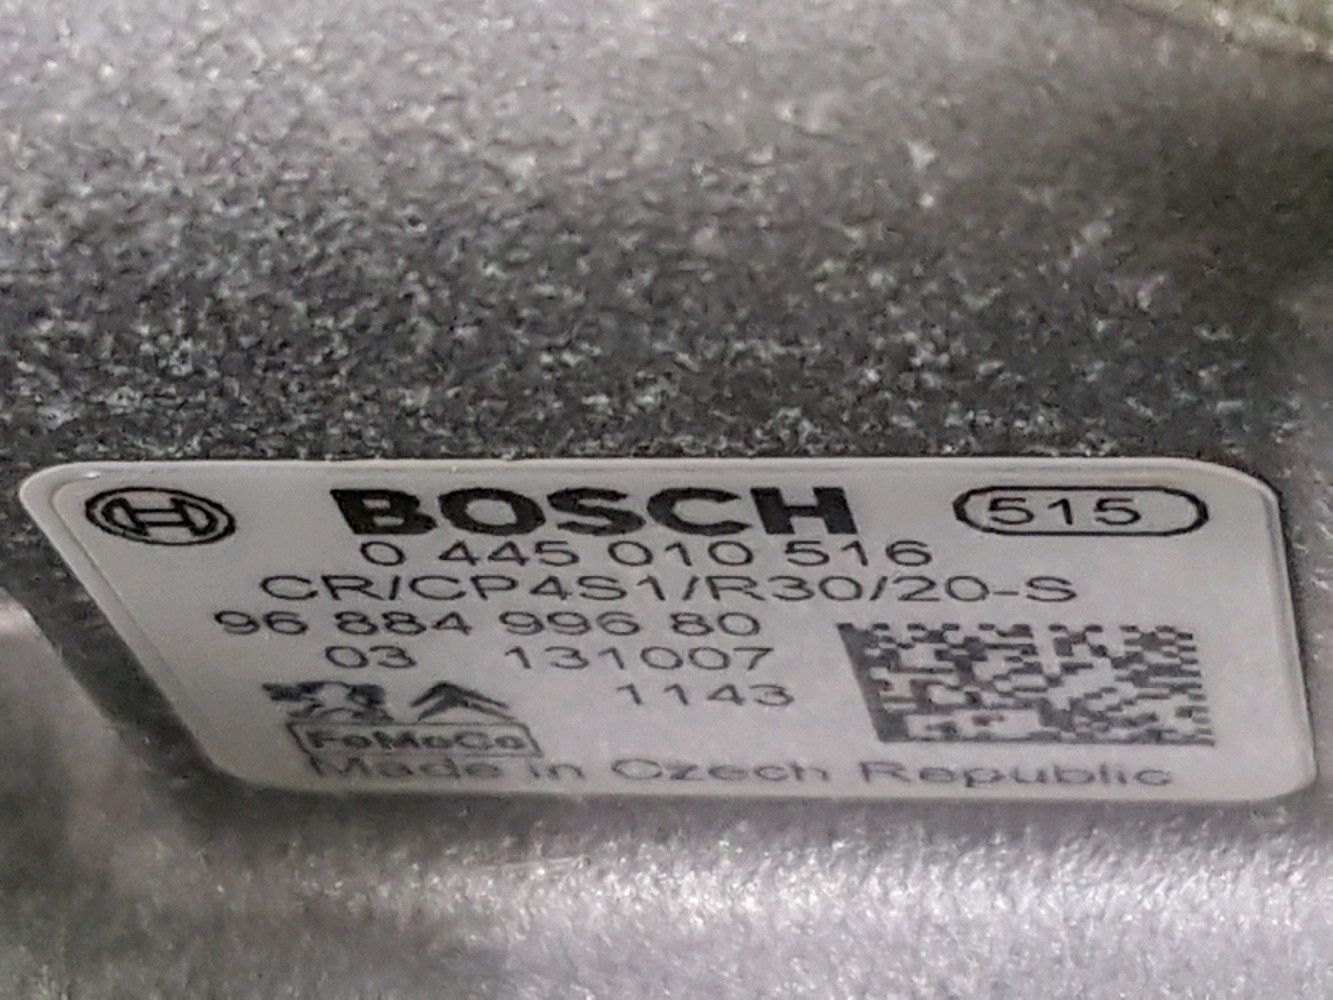 BOSCH 515
0 445 010 516
CR/CP4S1/R30/20-S
96 884 996 80
03 131007
1143
FoMoCo
Made in Czech Republic